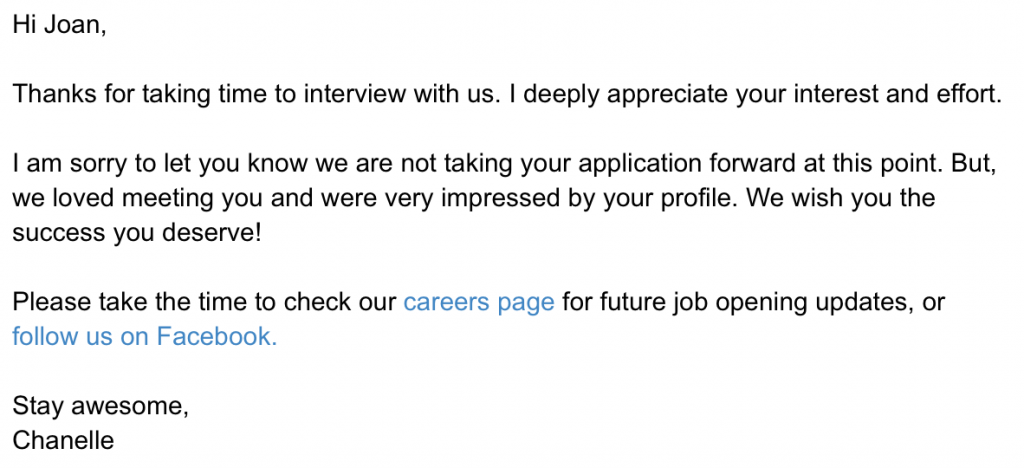 Hi Joan,
Thanks for taking time to interview with us. I deeply appreciate your interest and effort.
I am sorry to let you know we are not taking your application forward at this point. But,
we loved meeting you and were very impressed by your profile. We wish you the
success you deserve!
Please take the time to check our careers page for future job opening updates, or
follow us on Facebook.
Stay awesome,
Chanelle